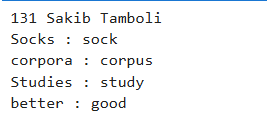 131 Sakib Tamboli
Socks : sock
corpora : corpus
Studies : study
better : good